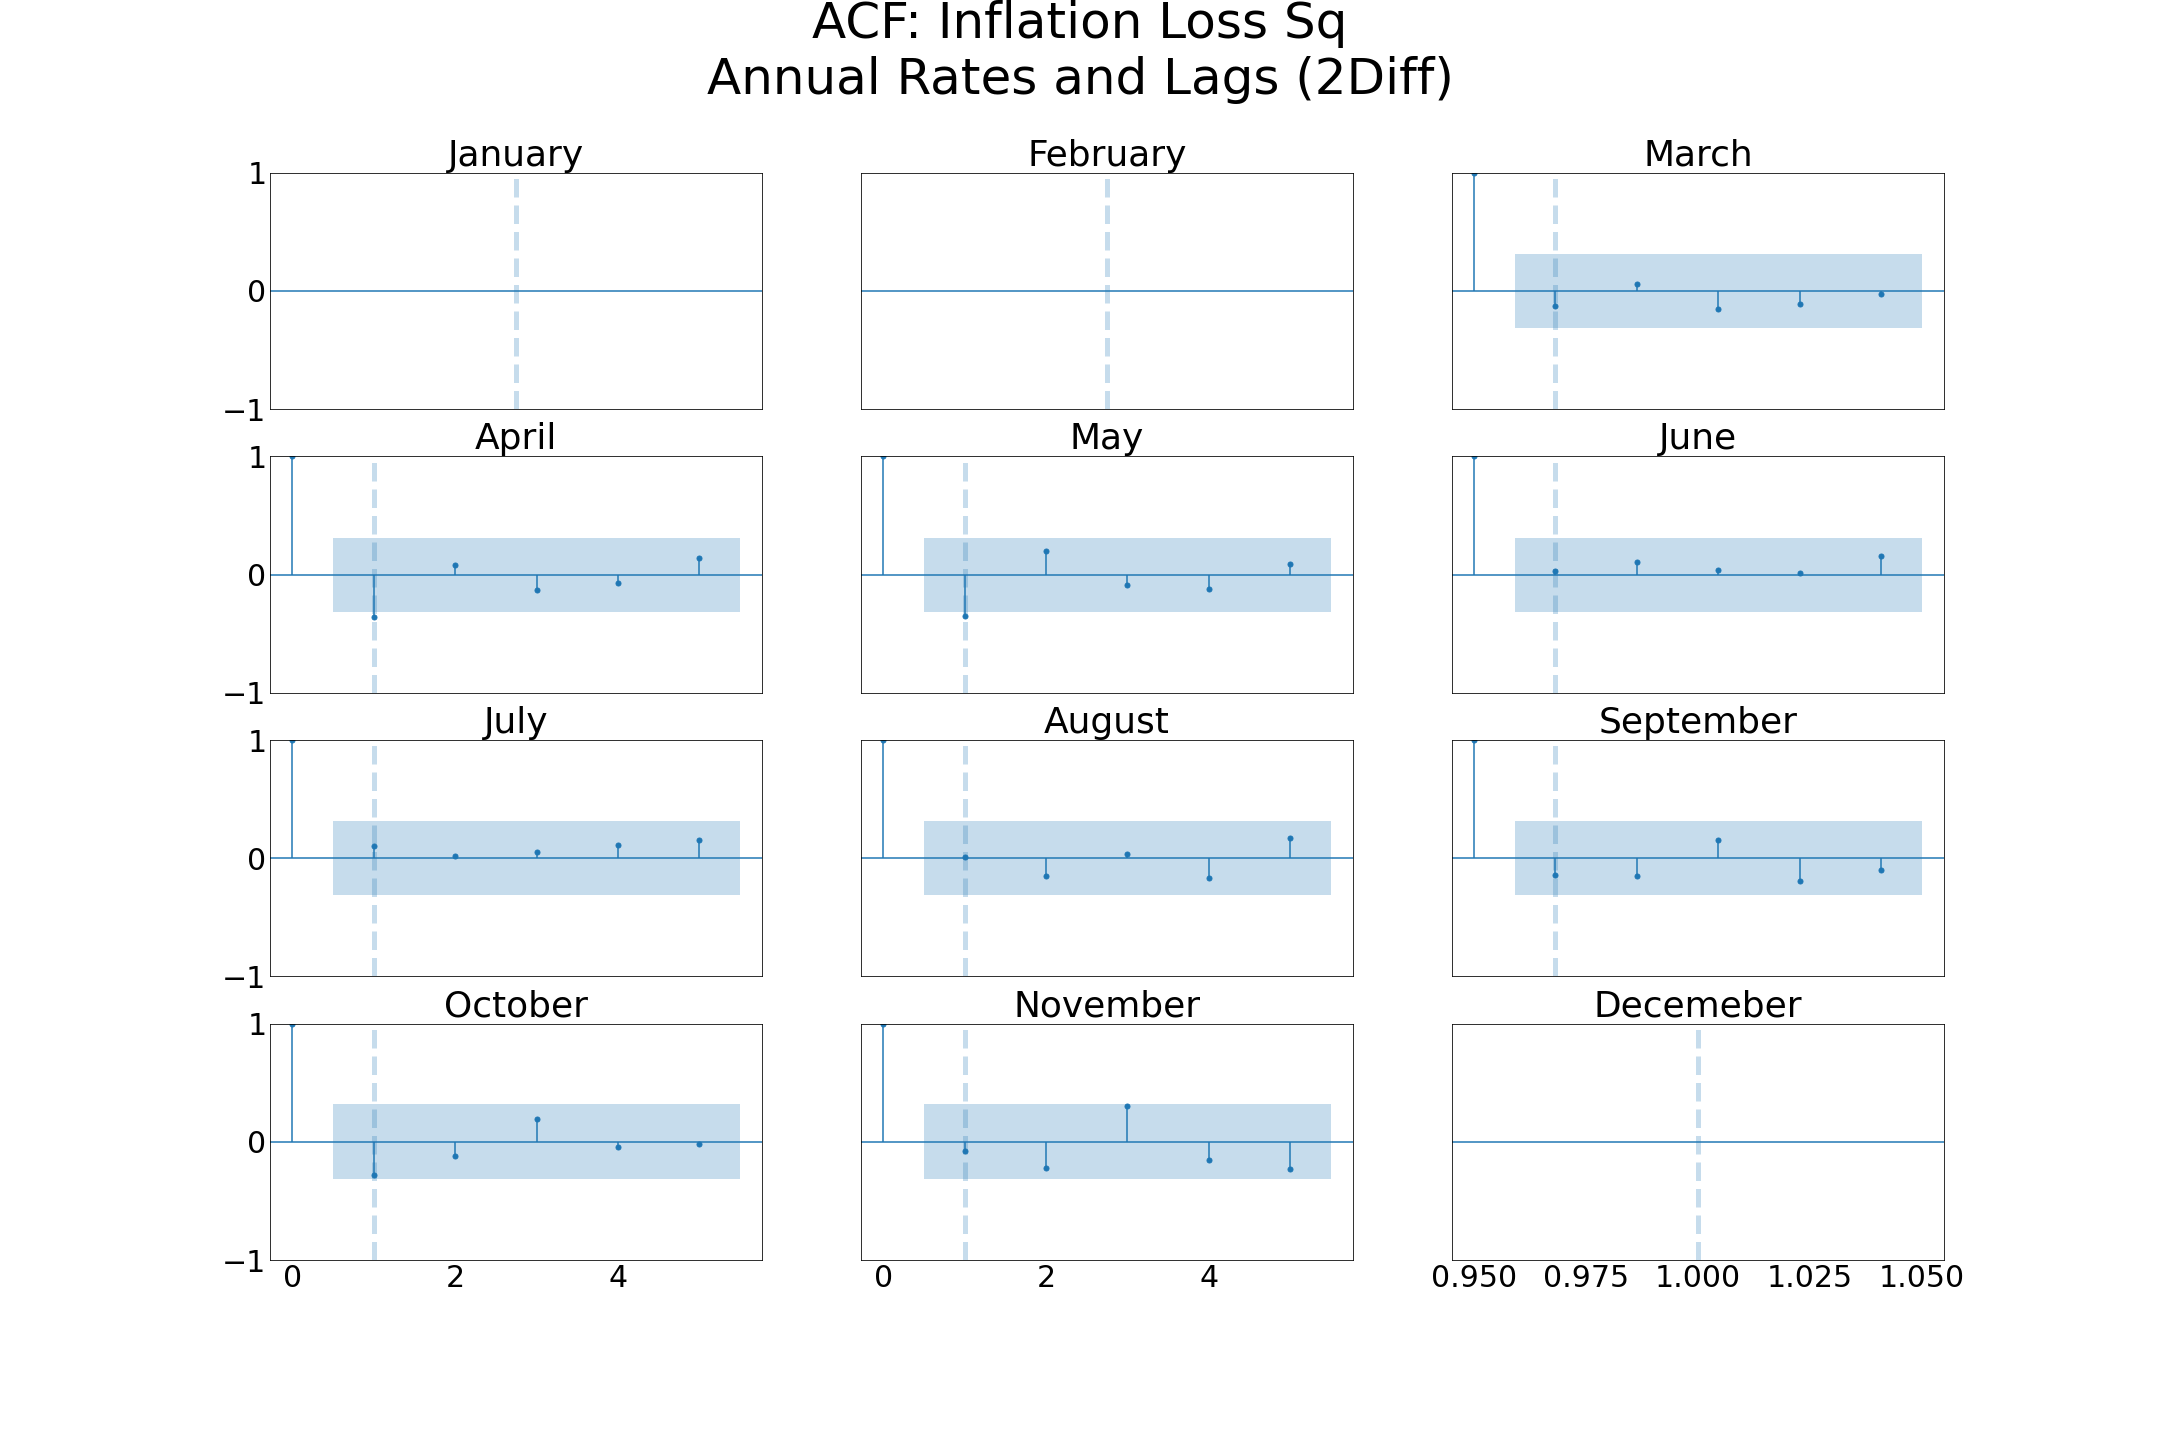 ACF: Inflation Loss Sq
Annual Rates and Lags (2Diff)
January February March
1
0
−1
April May June
1
0
−1
July August September
1
0
−1
October November Decemeber
1
0
−1
0 2 4 0 2 4 0.950 0.975 1.000 1.025 1.050